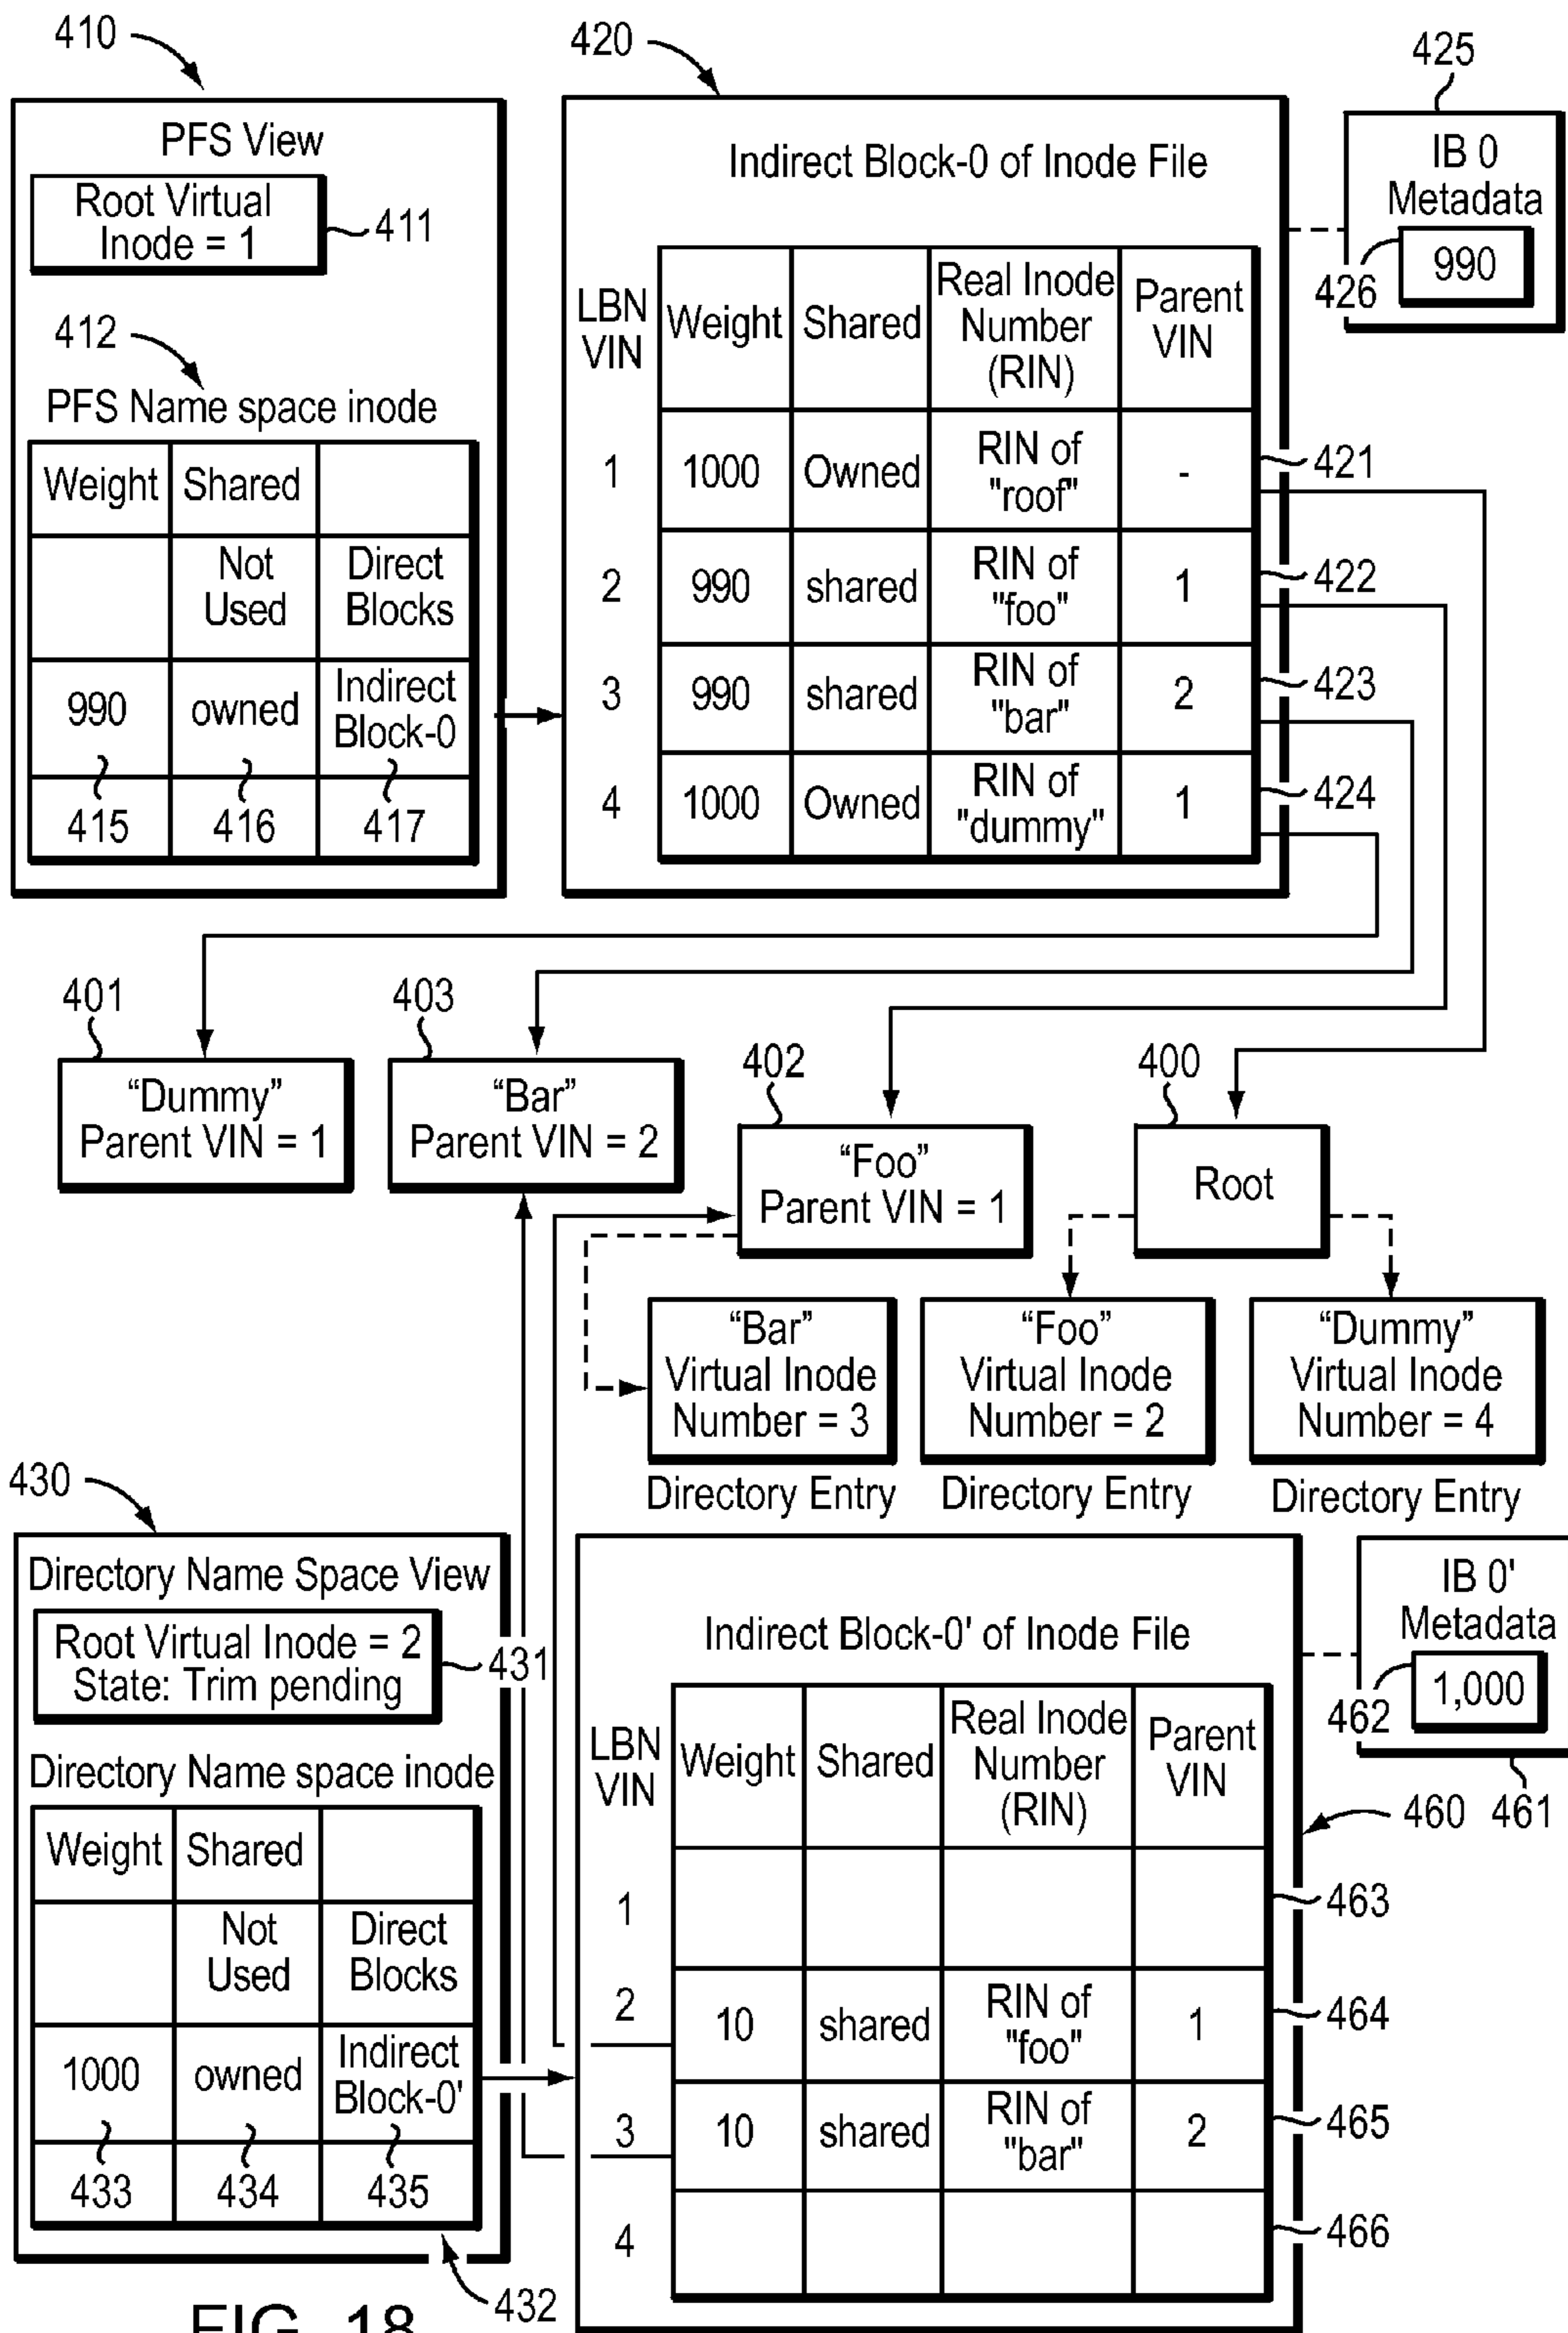 410
420
425
PFS View
Root Virtual
Inode = 1
411
412
PFS Name space inode
Weight Shared
Not
Used
Direct
Blocks
990 owned Indirect
Block-0
415 416 417
Indirect Block-0 of Inode File
LBN
VIN
Weight Shared
Real Inode
Number
(RIN)
Parent
VIN
1 1000 Owned RIN of
"roof"
-
421
2 990 shared RIN of
"foo"
1
422
3 990 shared RIN of
"bar"
2
423
4 1000 Owned RIN of
"dummy"
1
424
IB 0
Metadata
990
426
401
403
402
400
“Dummy”
Parent VIN = 1
“Bar”
Parent VIN = 2
“Foo”
Parent VIN = 1
Root
“Bar”
Virtual Inode
Number = 3
Directory Entry
“Foo”
Virtual Inode
Number = 2
Directory Entry
“Dummy”
Virtual Inode
Number = 4
Directory Entry
430
Directory Name Space View
Root Virtual Inode = 2
State: Trim pending
431
Directory Name space inode
Weight Shared
Not
Used
Direct
Blocks
1000 owned Indirect
Block-0'
433 434 435
432
Indirect Block-0' of Inode File
LBN
VIN
Weight Shared
Real Inode
Number
(RIN)
Parent
VIN
1
463
2 10 shared RIN of
"foo"
1
464
3 10 shared RIN of
"bar"
2
465
4
466
IB 0'
Metadata
1,000
462
460 461
FIG. 18